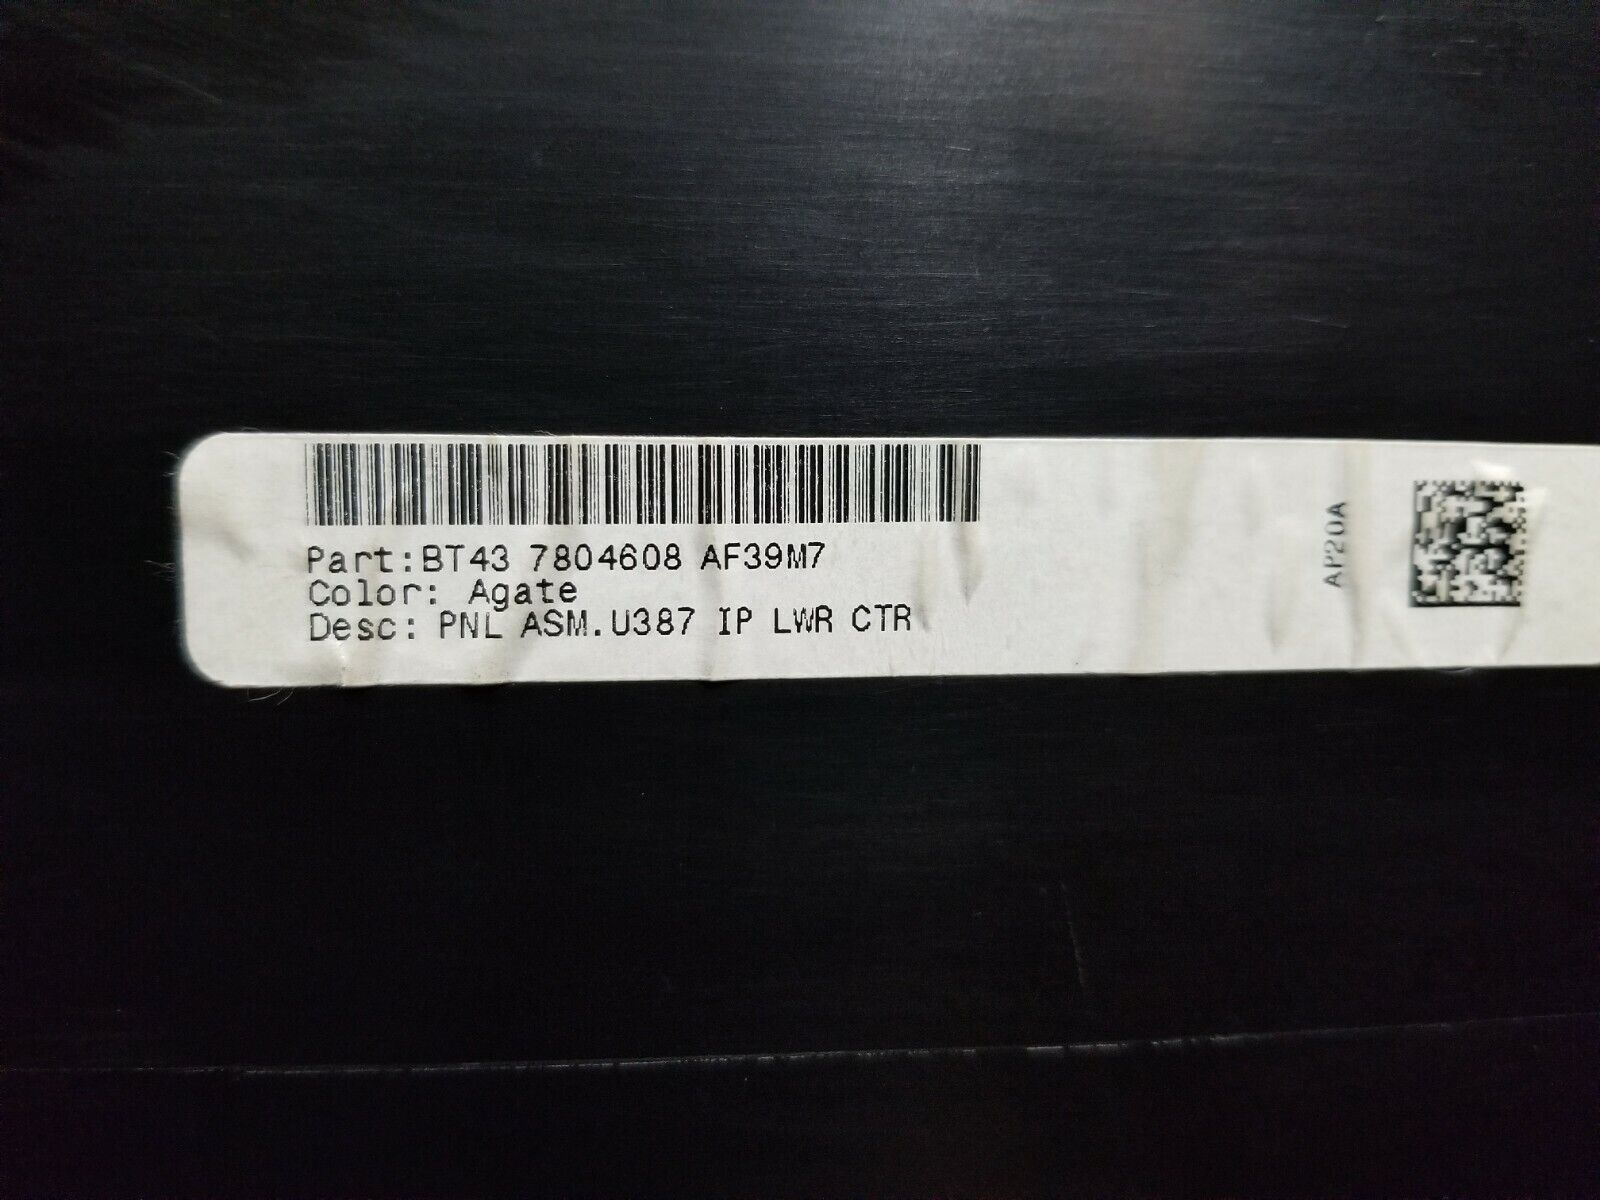 Part:BT43 7804608 AF39M7
Color: Agate
Desc: PNL ASM.U387 IP LWR CTR
AP20A